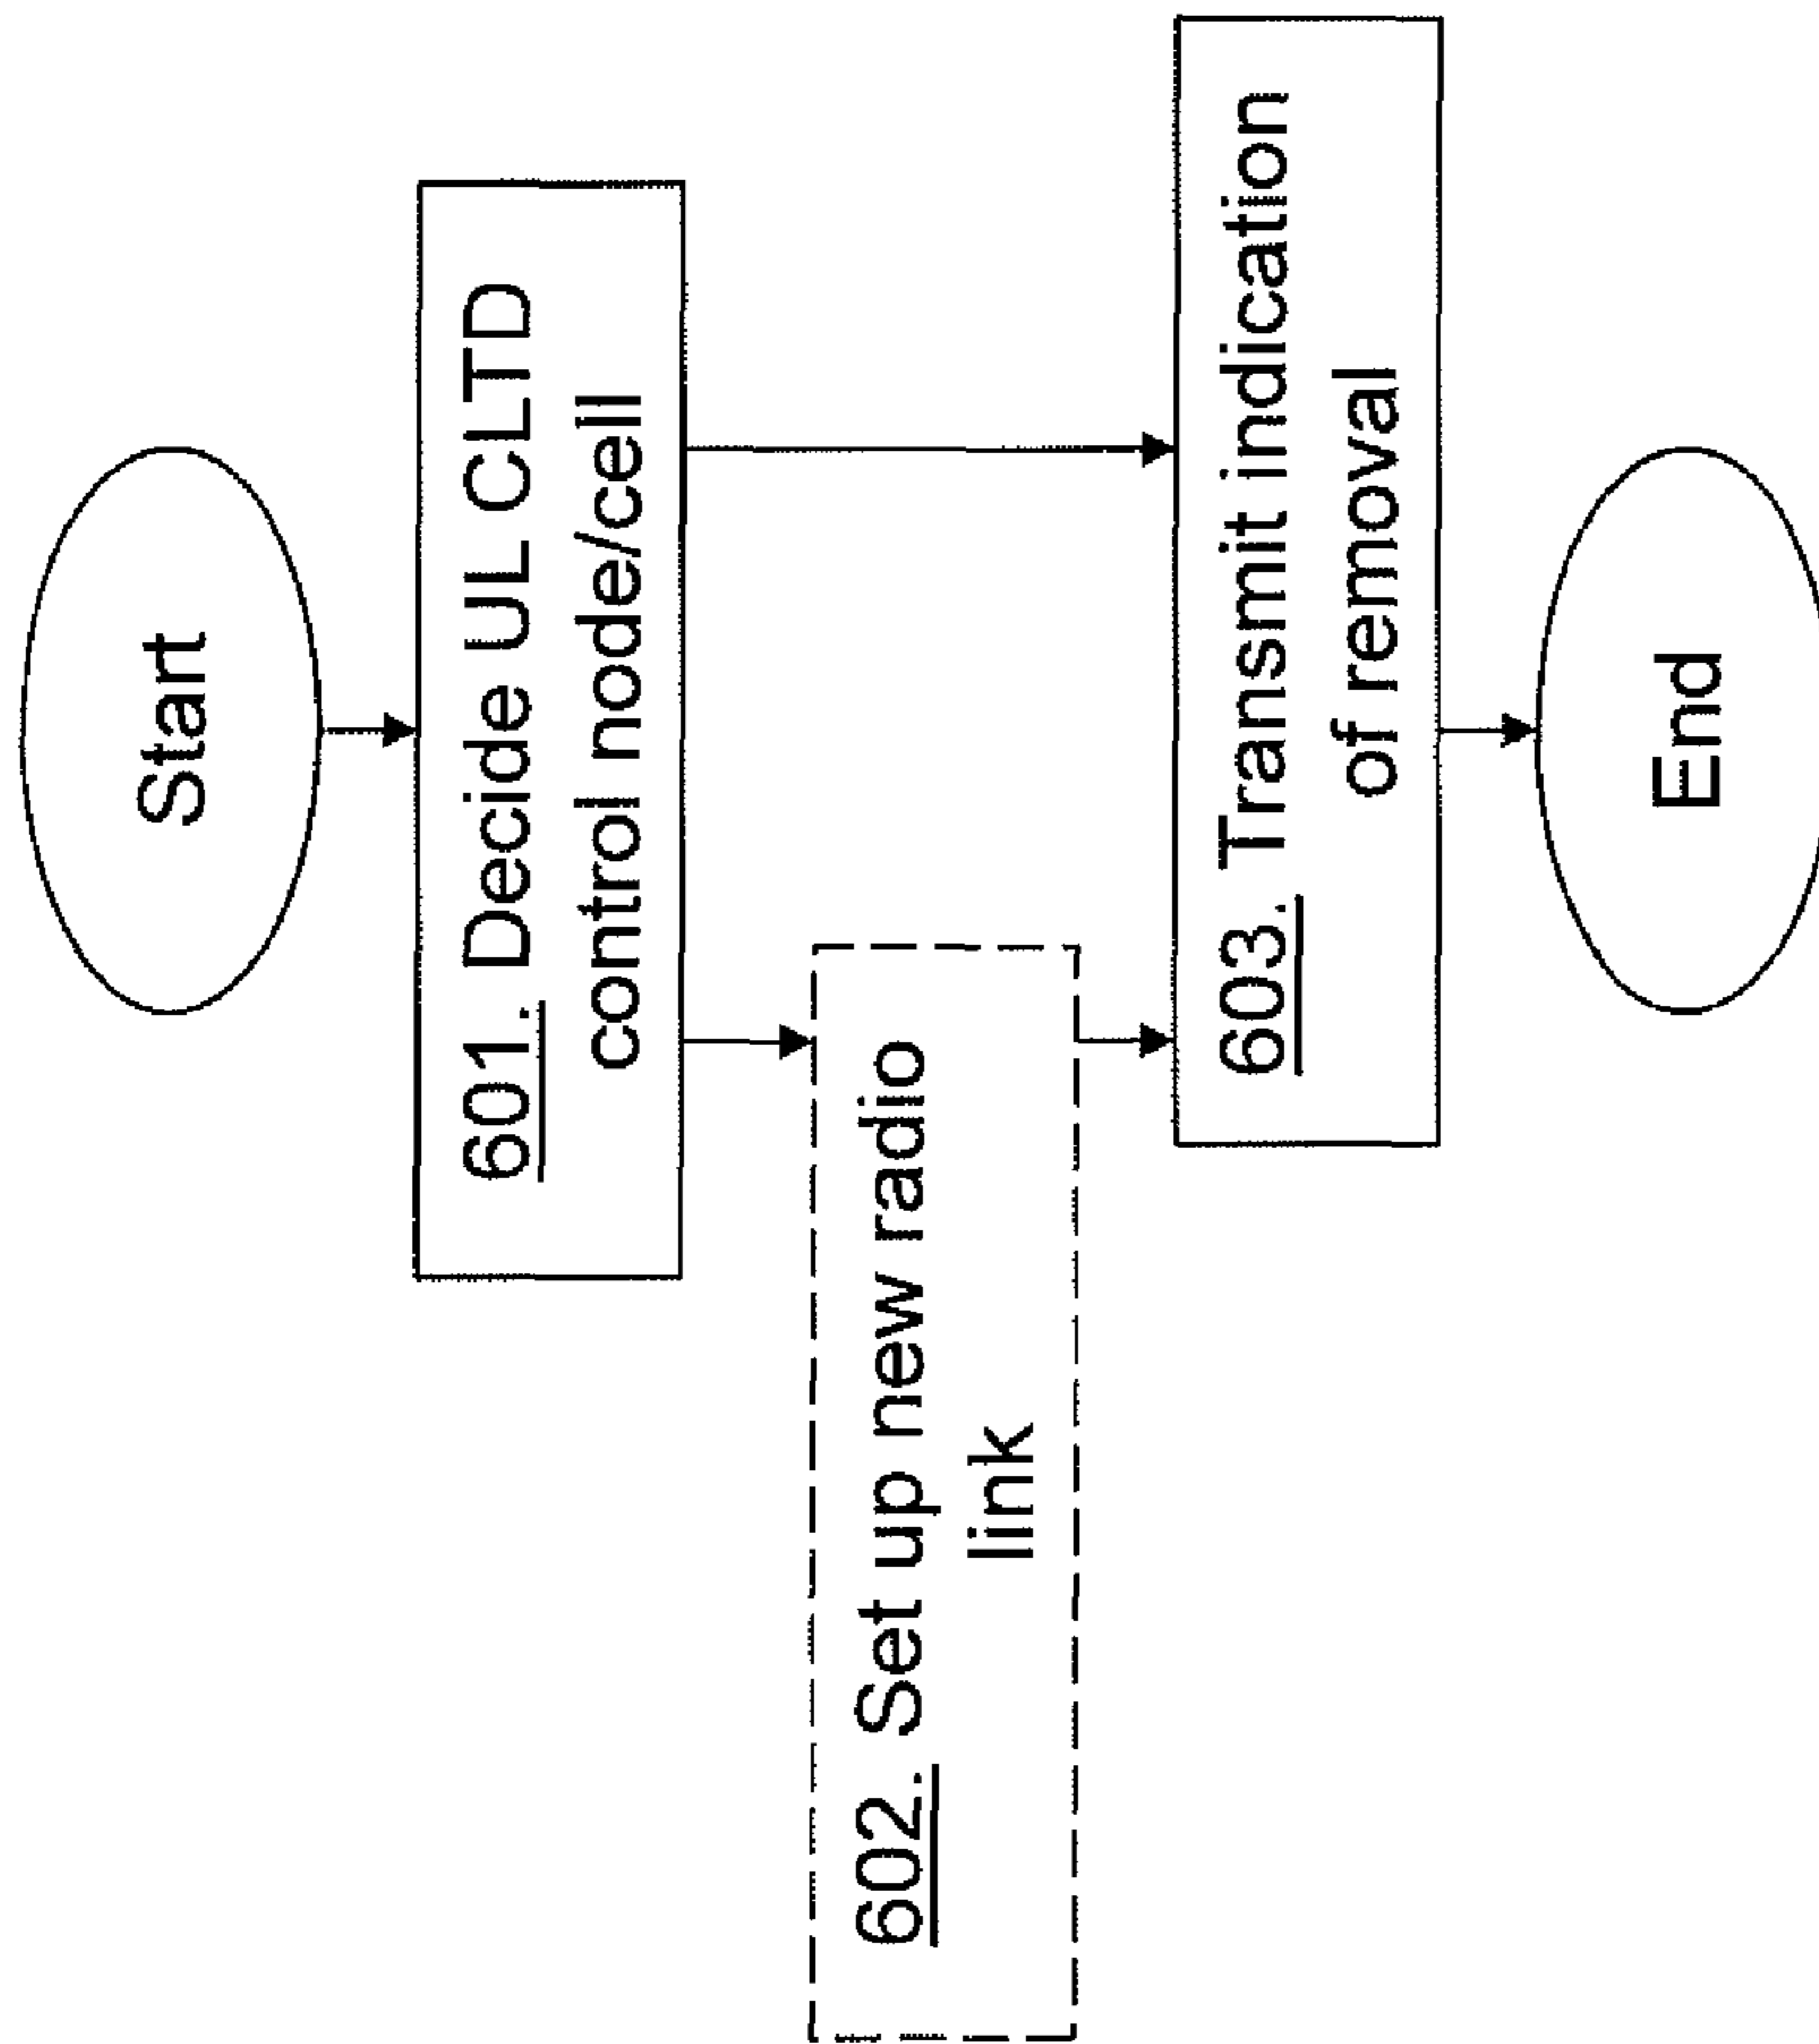 Start
601. Decide UL CLTD
control node/cell
602. Set up new radio
link
603. Transmit indication
of removal
End